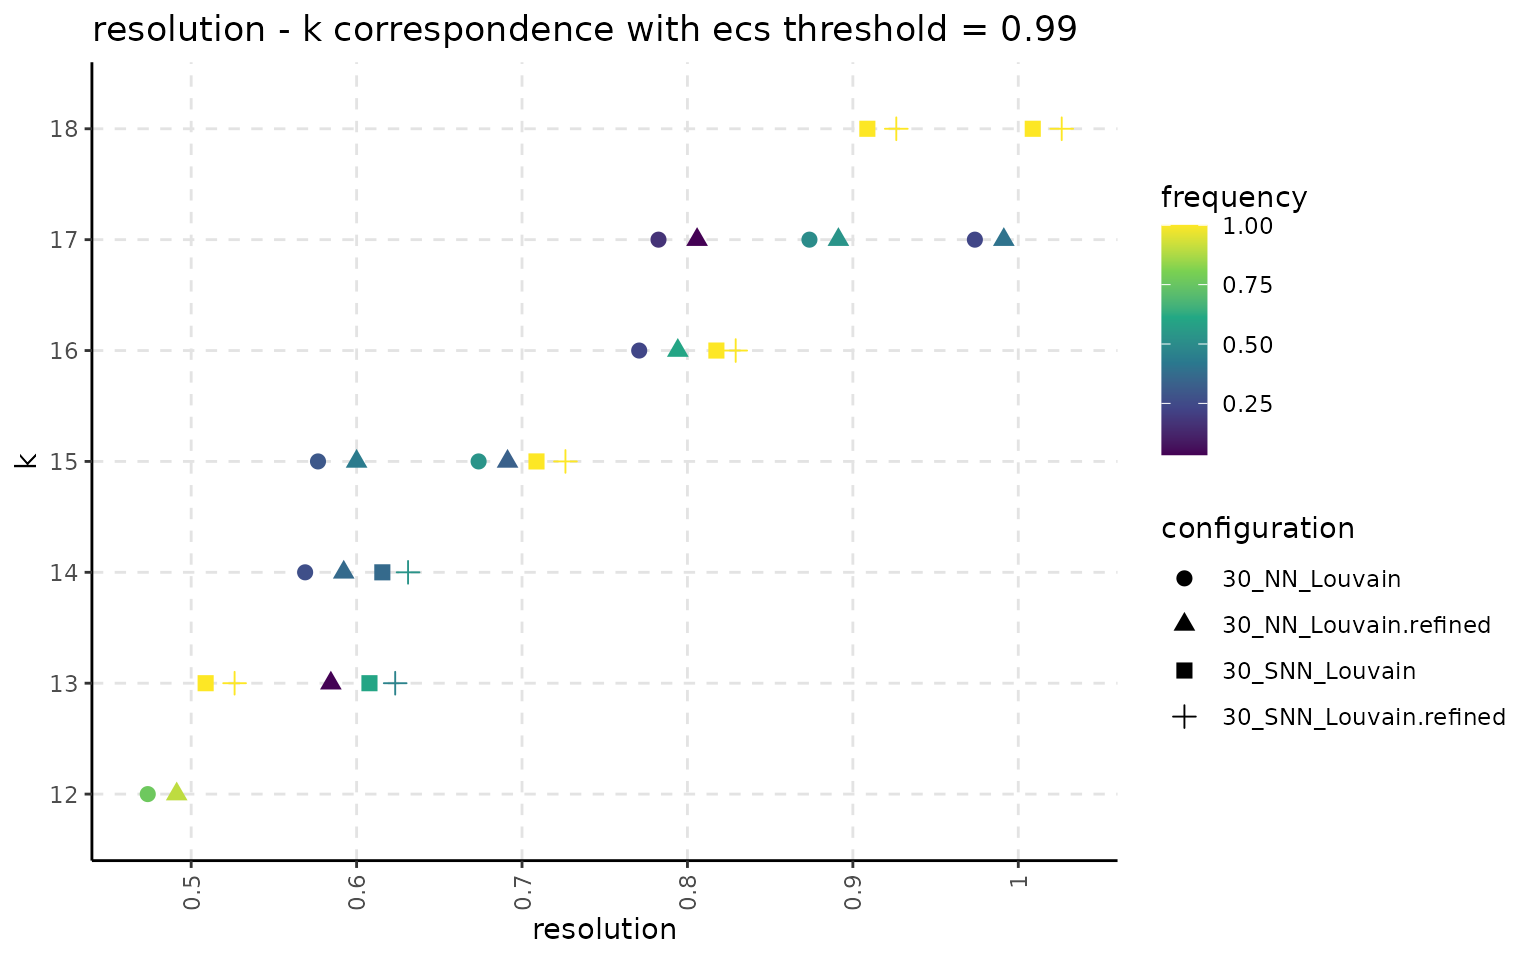 resolution - k correspondence with ecs threshold = 0.99
18
17
16
15
14
13
12
k
0.5
0.6
0.7
0.8
0.9
1
resolution
frequency
1.00
0.75
0.50
0.25
configuration
30_NN_Louvain
30_NN_Louvain.refined
30_SNN_Louvain
30_SNN_Louvain.refined